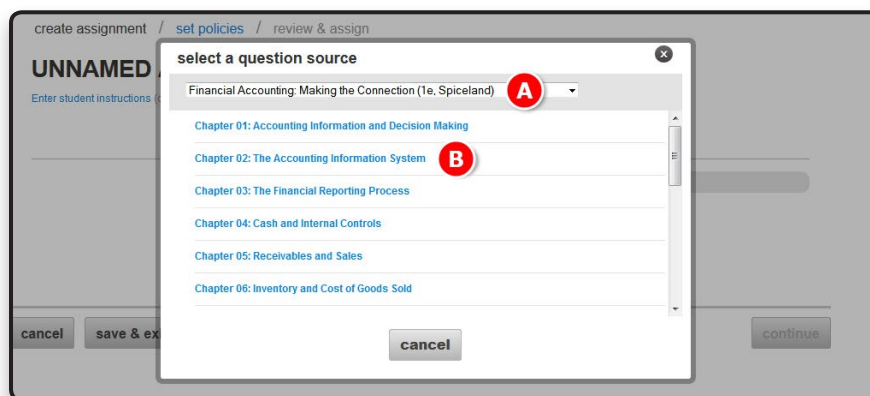 create assignment / set policies / review & assign
UNNAMED
Enter student instructions
select a question source
Financial Accounting: Making the Connection (1e, Spiceland)
A
Chapter 01: Accounting Information and Decision Making
Chapter 02: The Accounting Information System
B
Chapter 03: The Financial Reporting Process
Chapter 04: Cash and Internal Controls
Chapter 05: Receivables and Sales
Chapter 06: Inventory and Cost of Goods Sold
cancel
save & ex
cancel
continue